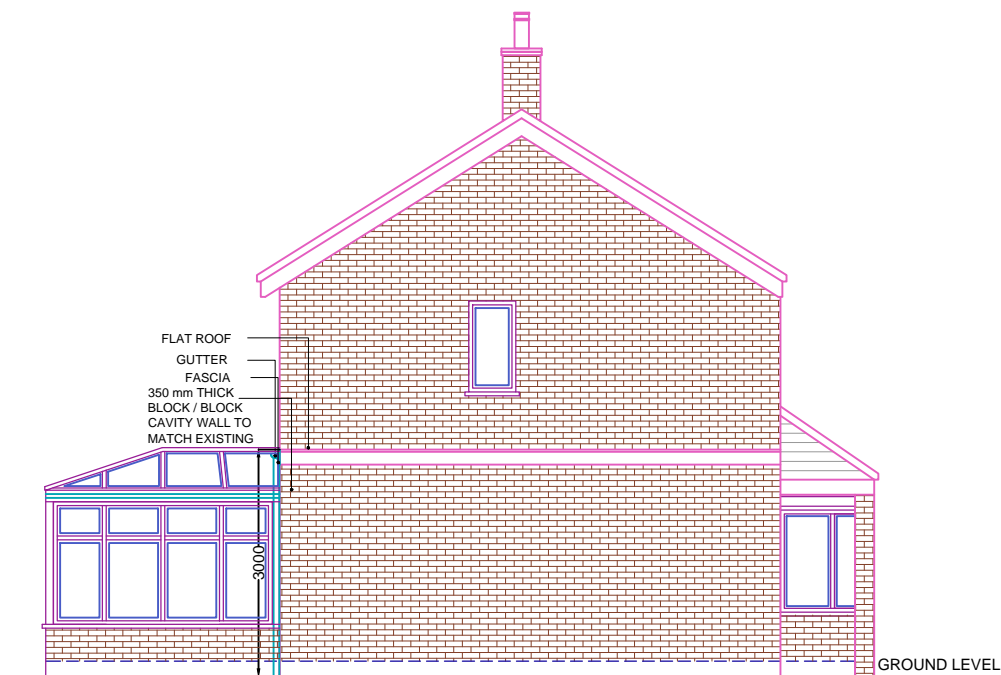 FLAT ROOF
GUTTER
FASCIA
350 mm THICK
BLOCK / BLOCK
CAVITY WALL TO
MATCH EXISTING
3000
GROUND LEVEL